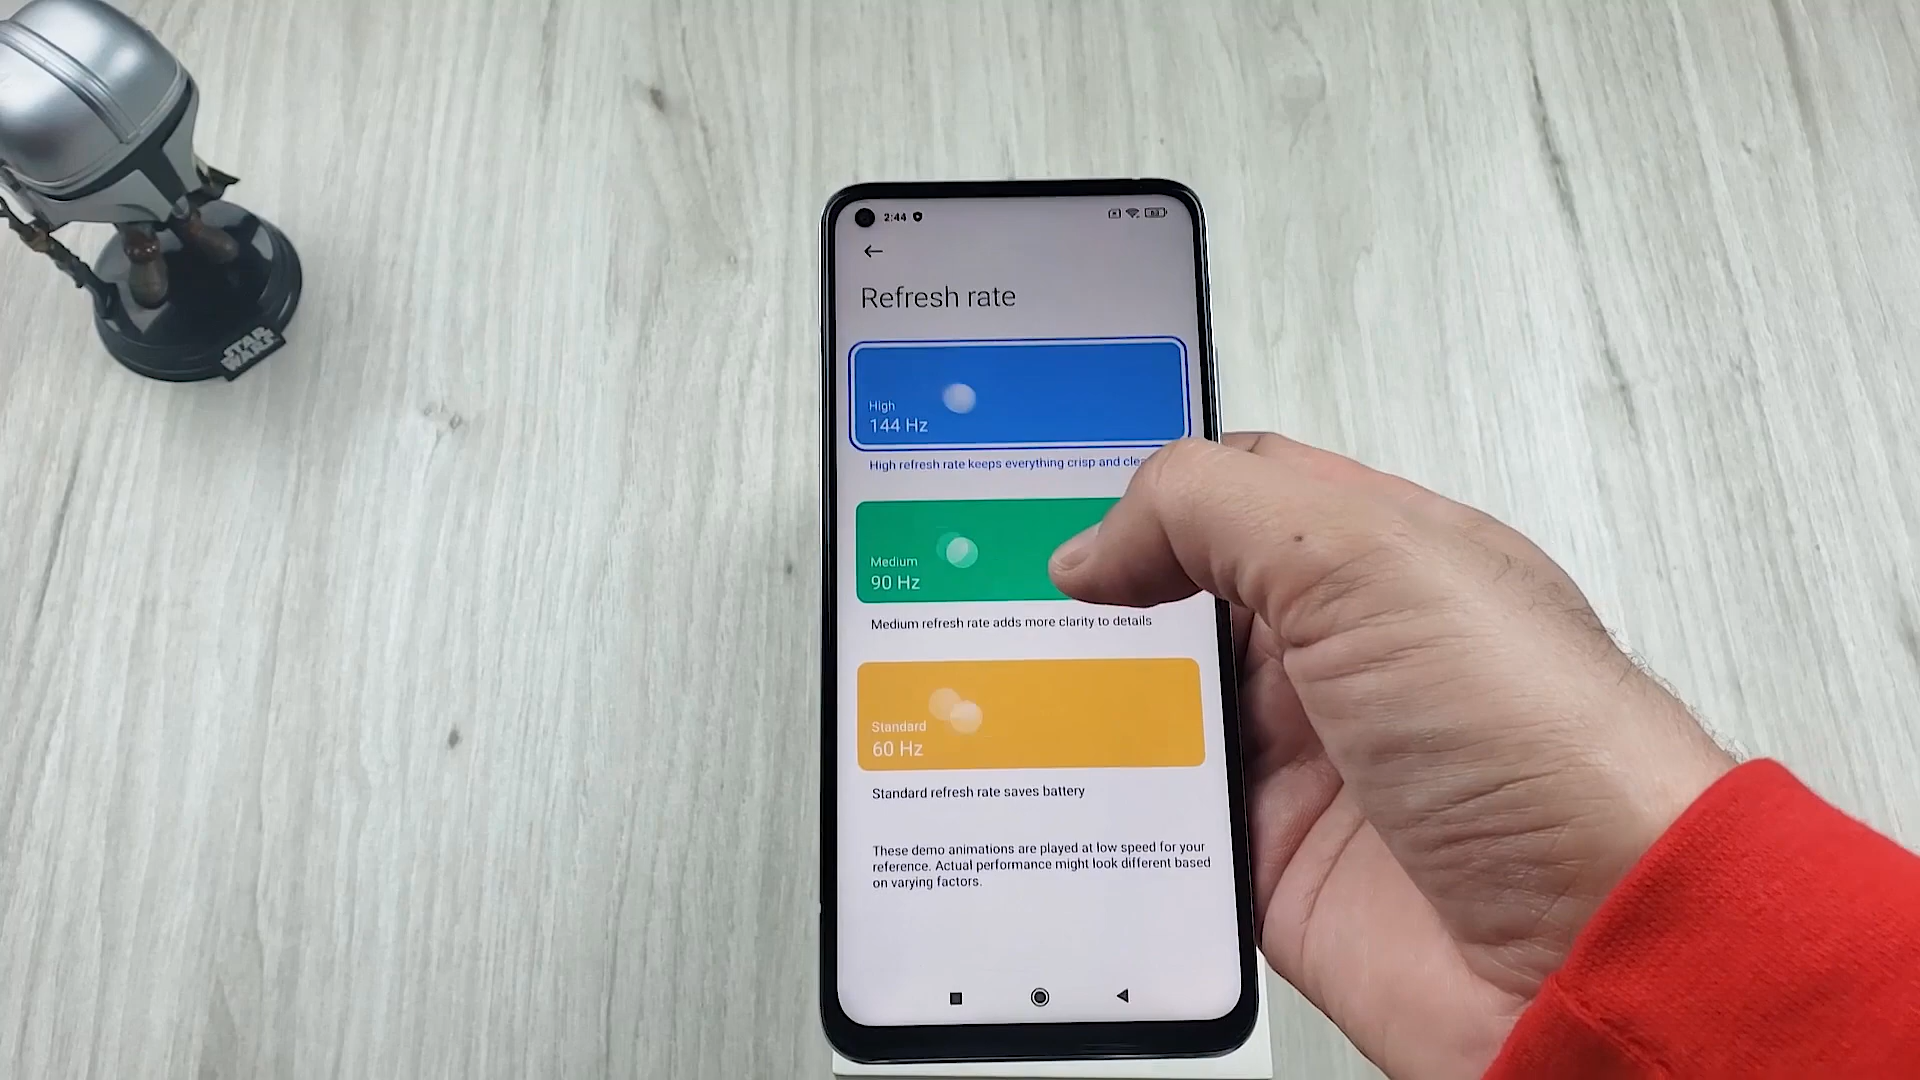 2:44
Refresh rate
High
144 Hz
High refresh rate keeps everything crisp and
Medium
90 Hz
Medium refresh rate adds more clarity to details
Standard
60 Hz
Standard refresh rate saves battery
These demo animations are played at low speed for your
reference. Actual performance might look different based
on varying factors.
STAR
WARS